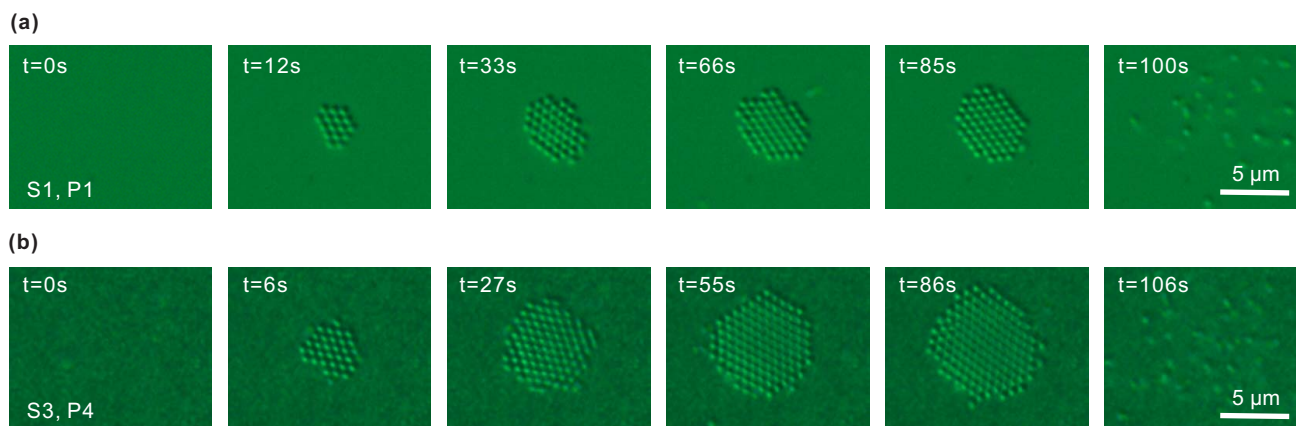 (a)
t=0s
t=12s
t=33s
t=66s
t=85s
t=100s
S1, P1
5 µm
(b)
t=0s
t=6s
t=27s
t=55s
t=86s
t=106s
S3, P4
5 µm